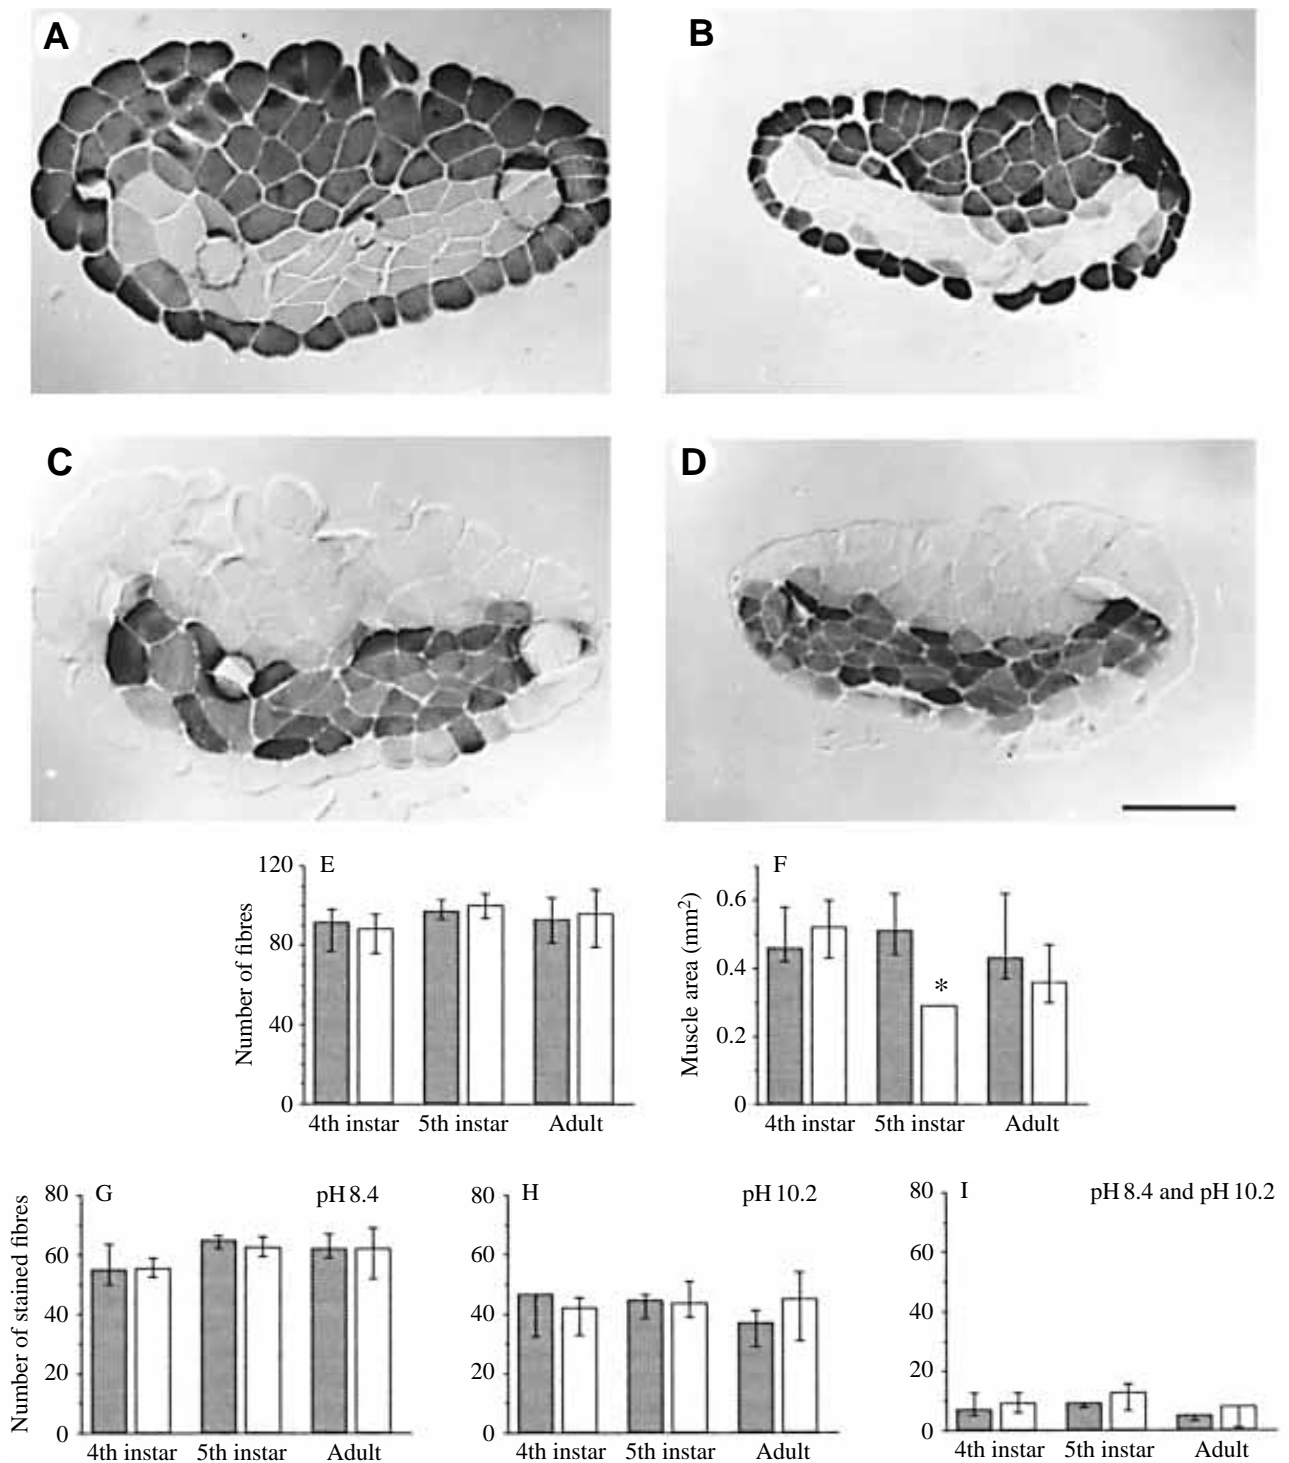 A
B
C
D
E
120
80
40
0
Number of fibres
4th instar
5th instar
Adult
F
0.6
0.4
0.2
0
Muscle area (mm²)
*
4th instar
5th instar
Adult
G
pH 8.4
80
60
40
20
0
Number of stained fibres
4th instar
5th instar
Adult
H
pH 10.2
80
60
40
20
0
4th instar
5th instar
Adult
I
pH 8.4 and pH 10.2
80
60
40
20
0
4th instar
5th instar
Adult